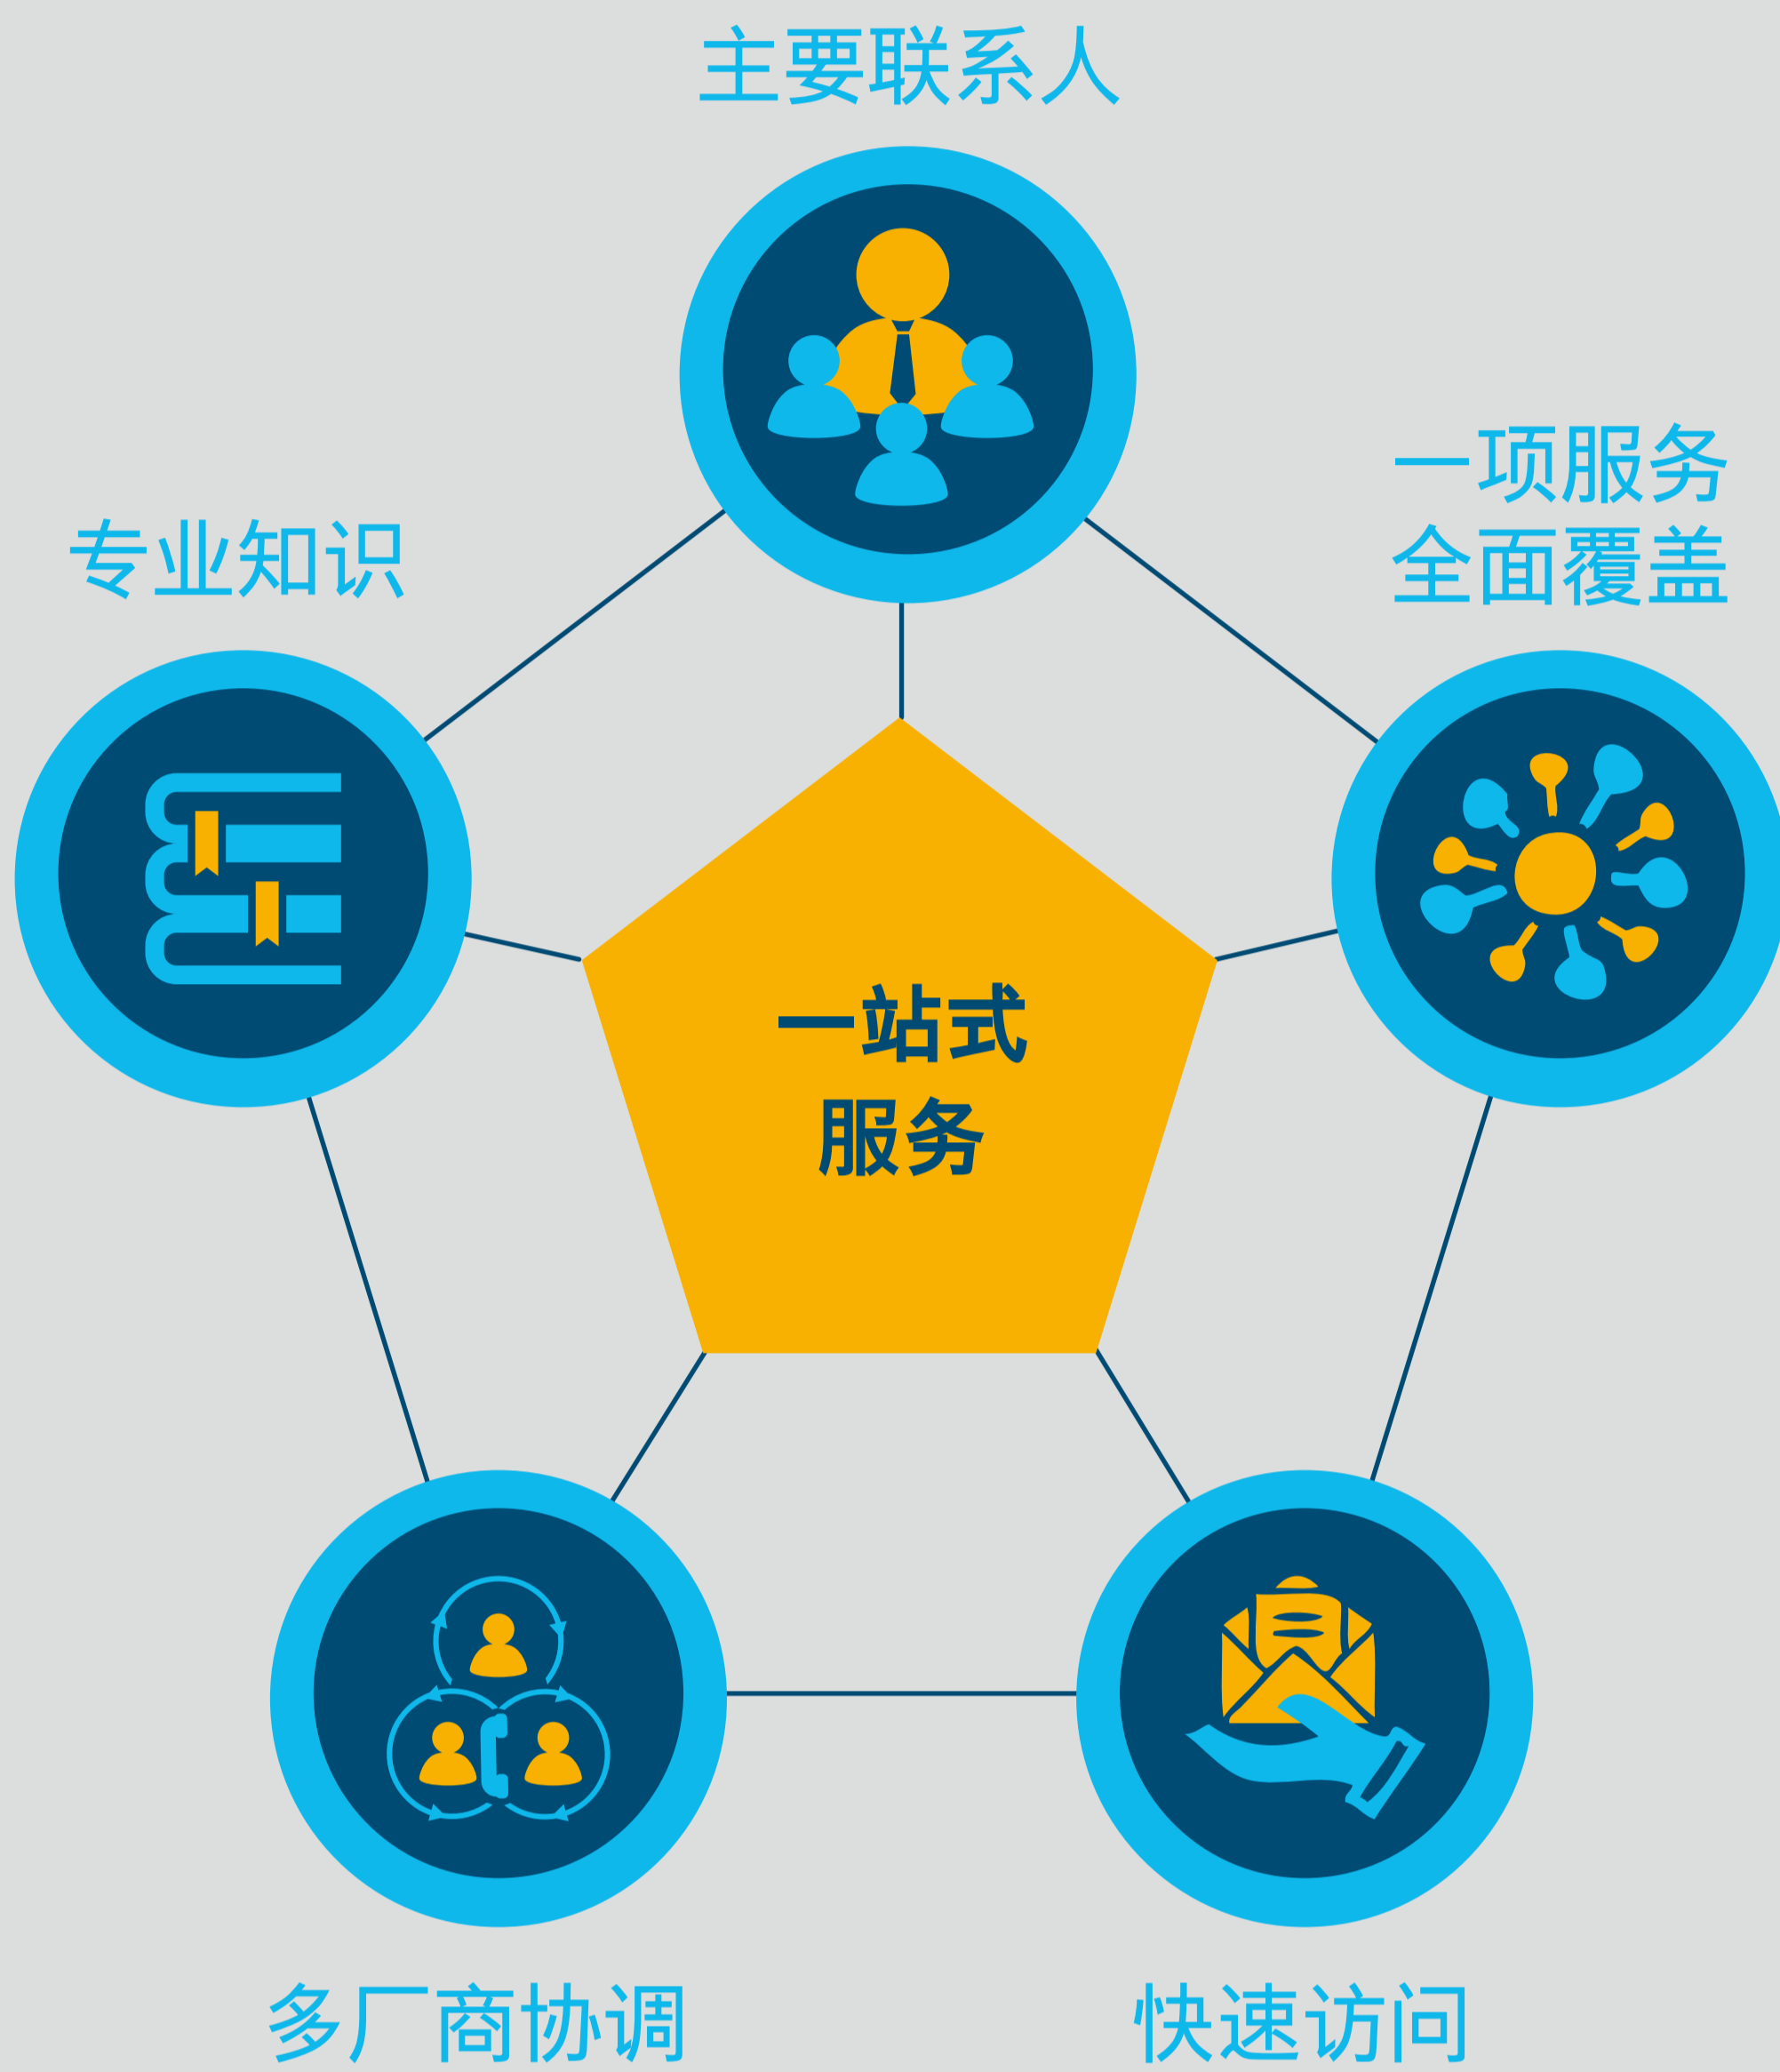 主要联系人
一项服务
全面覆盖
专业知识
一站式
服务
多厂商协调
快速访问